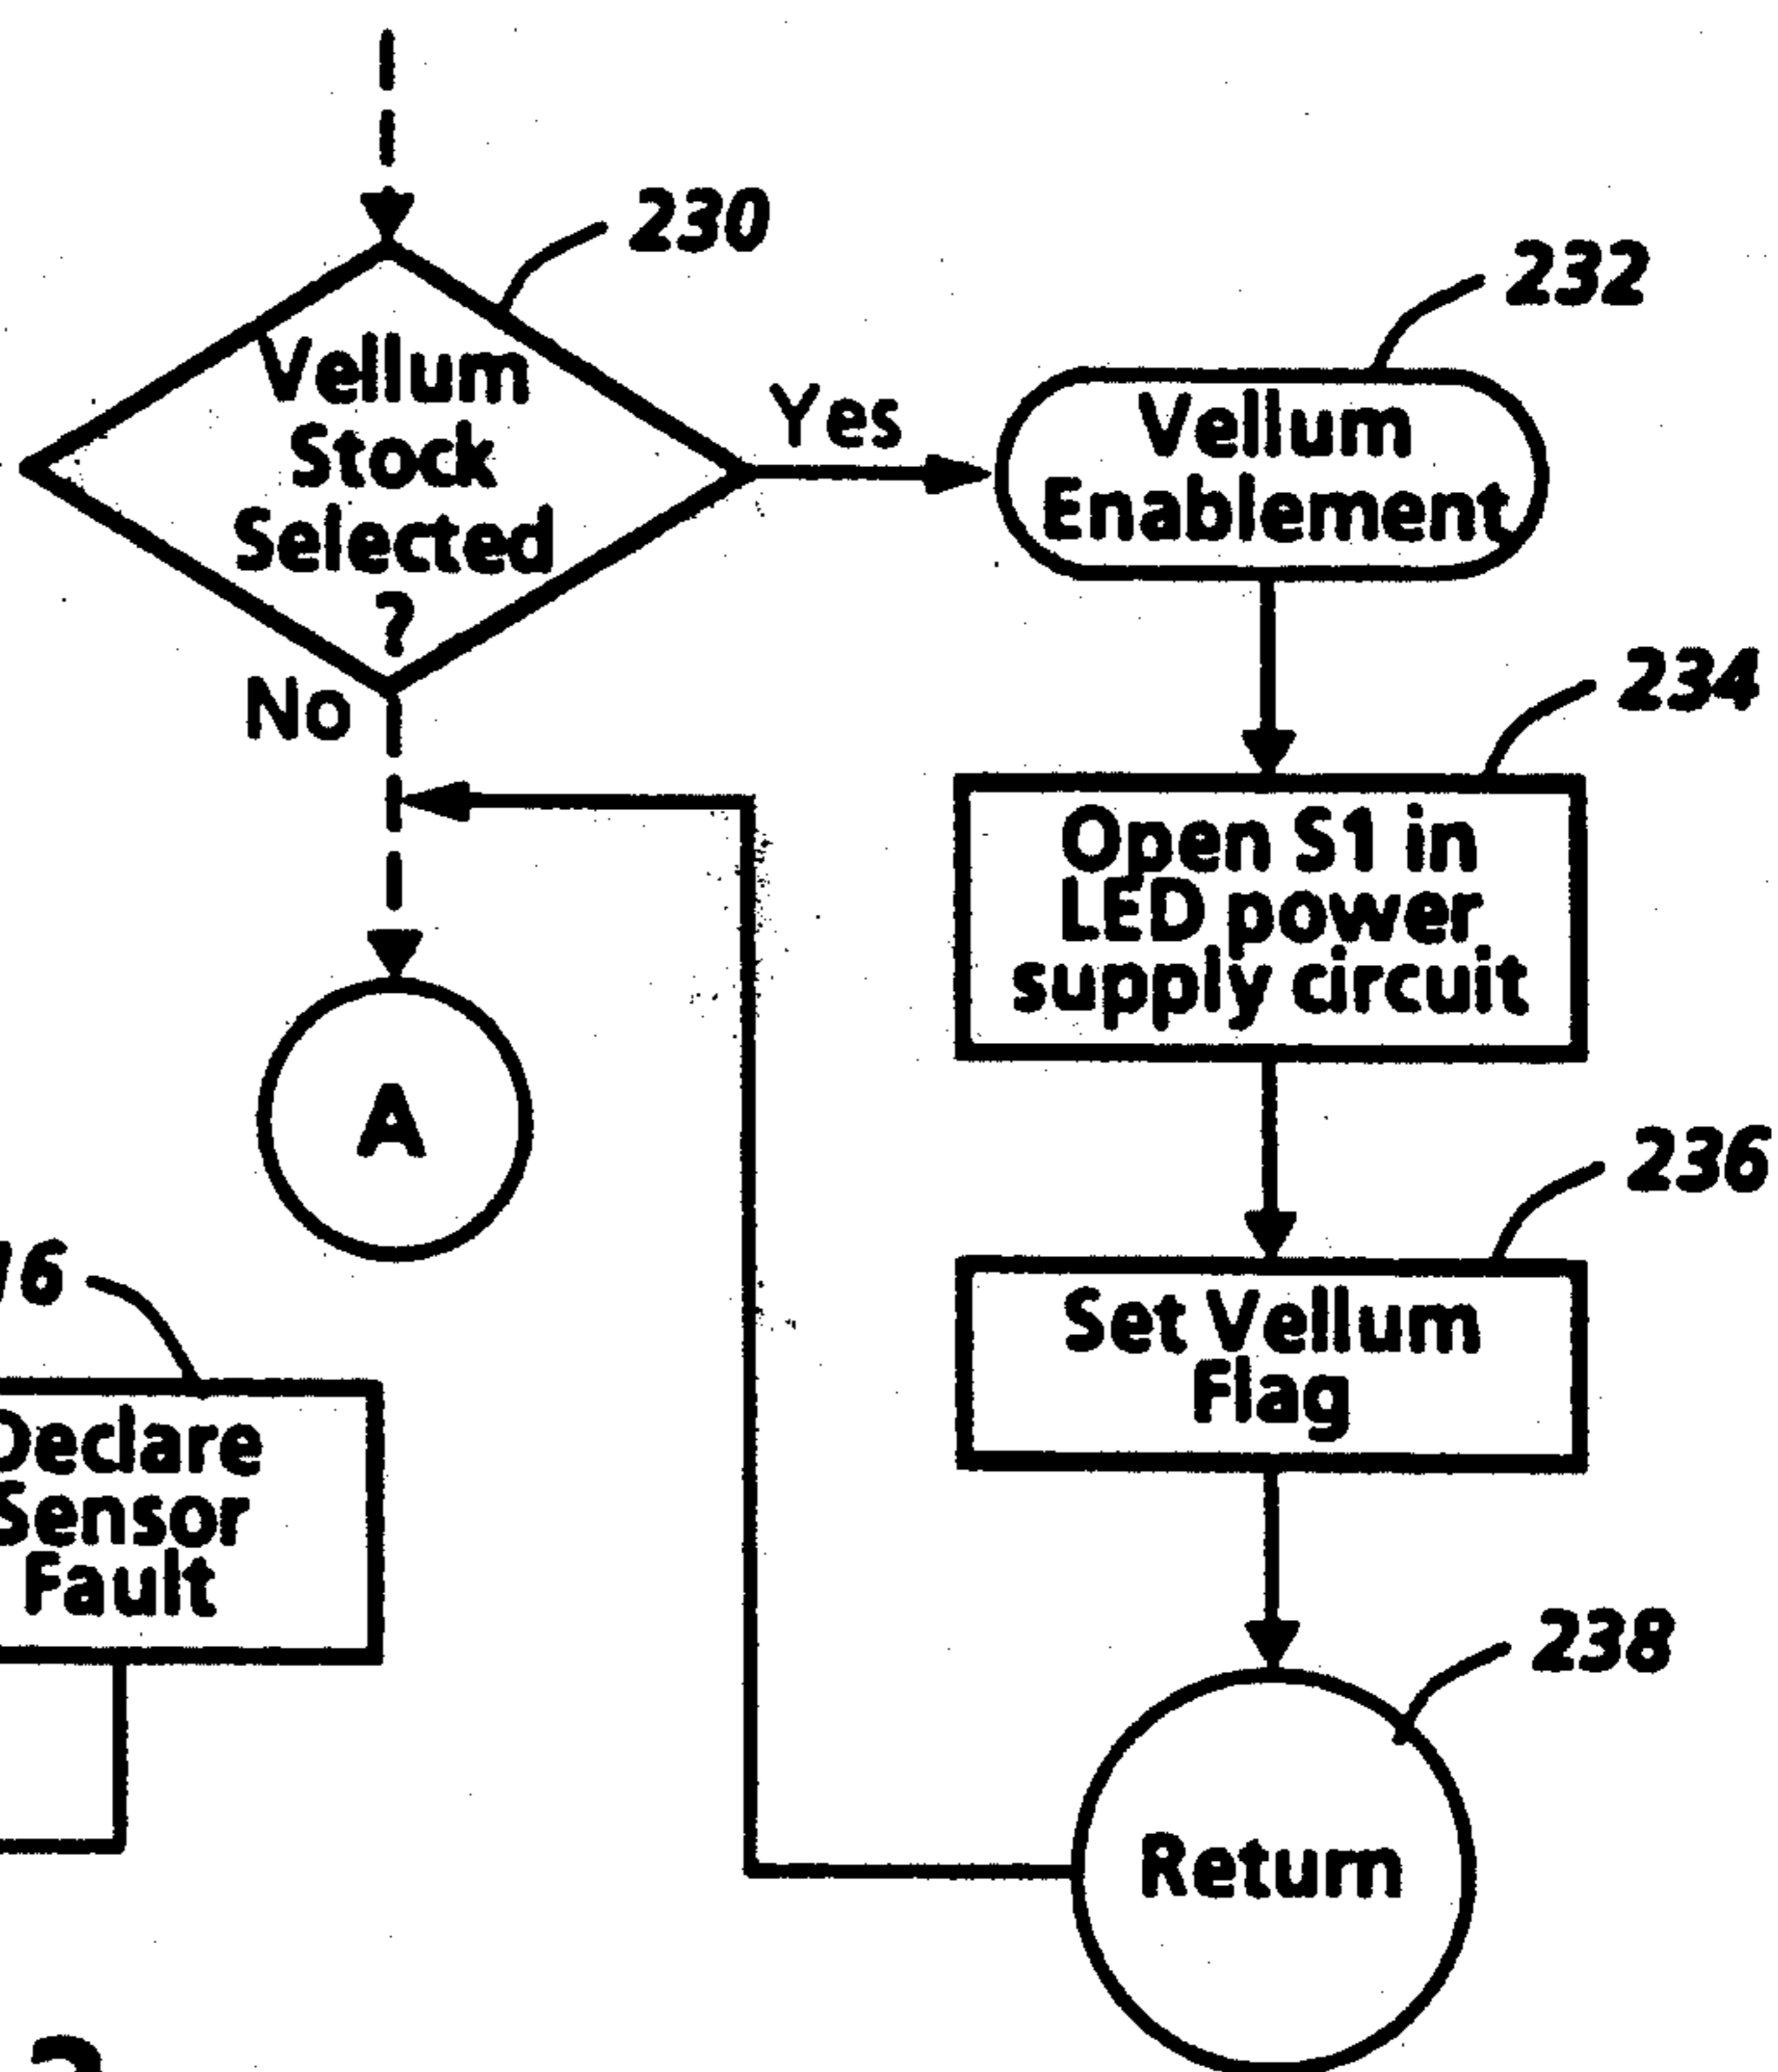 230
Vellum
Stock
Selected
?
Yes
No
232
Vellum
Enablement
234
Open S1 in
LED power
supply circuit
A
236
Set Vellum
Flag
Declare
Sensor
Fault
238
Return